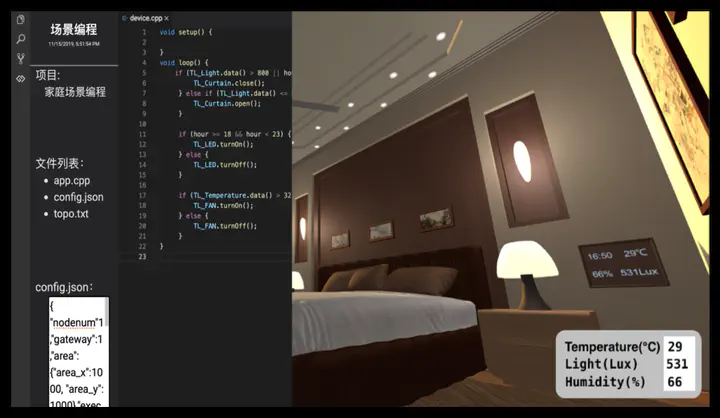 场景编程
11/15/2019, 8:51:54 PM
项目:
家庭场景编程
文件列表:
app.cpp
config.json
topo.txt
config.json:
{
"nodenum"1
,"gateway":1
,"area":
{"area_x":10
00, "area_y":
1000},"exec
device.cpp ×
1 void setup() {
2
3 }
4 void loop() {
5 if (TL_Light.data() > 800 || ho
6 TL_Curtain.close();
7 } else if (TL_Light.data() <=
8 TL_Curtain.open();
9 }
10
11 if (hour >= 18 && hour < 23) {
12 TL_LED.turnOn();
13 } else {
14 TL_LED.turnOff();
15 }
16
17 if (TL_Temperature.data() > 32
18 TL_FAN.turnOn();
19 } else {
20 TL_FAN.turnOff();
21 }
22 }
23
16:50 29°C
66% 531Lux
Temperature(°C) 29
Light(Lux) 531
Humidity(%) 66